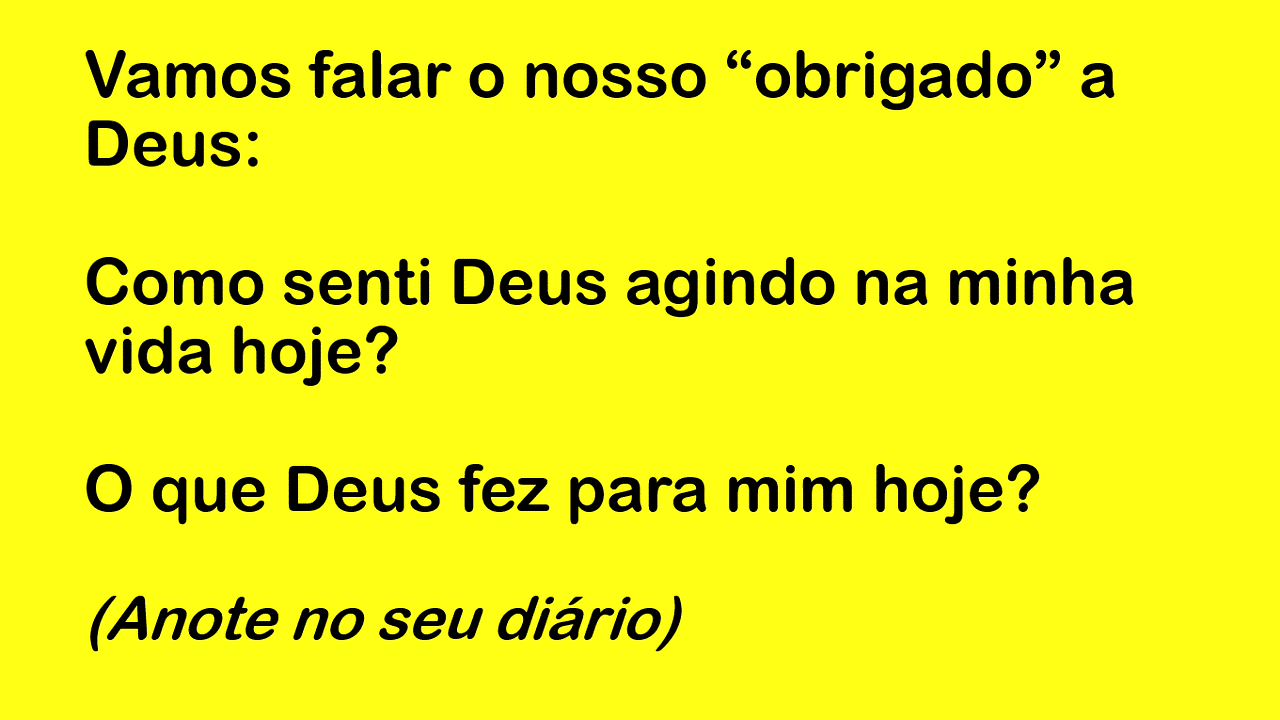 Vamos falar o nosso “obrigado” a
Deus:
Como senti Deus agindo na minha
vida hoje?
O que Deus fez para mim hoje?
(Anote no seu diário)